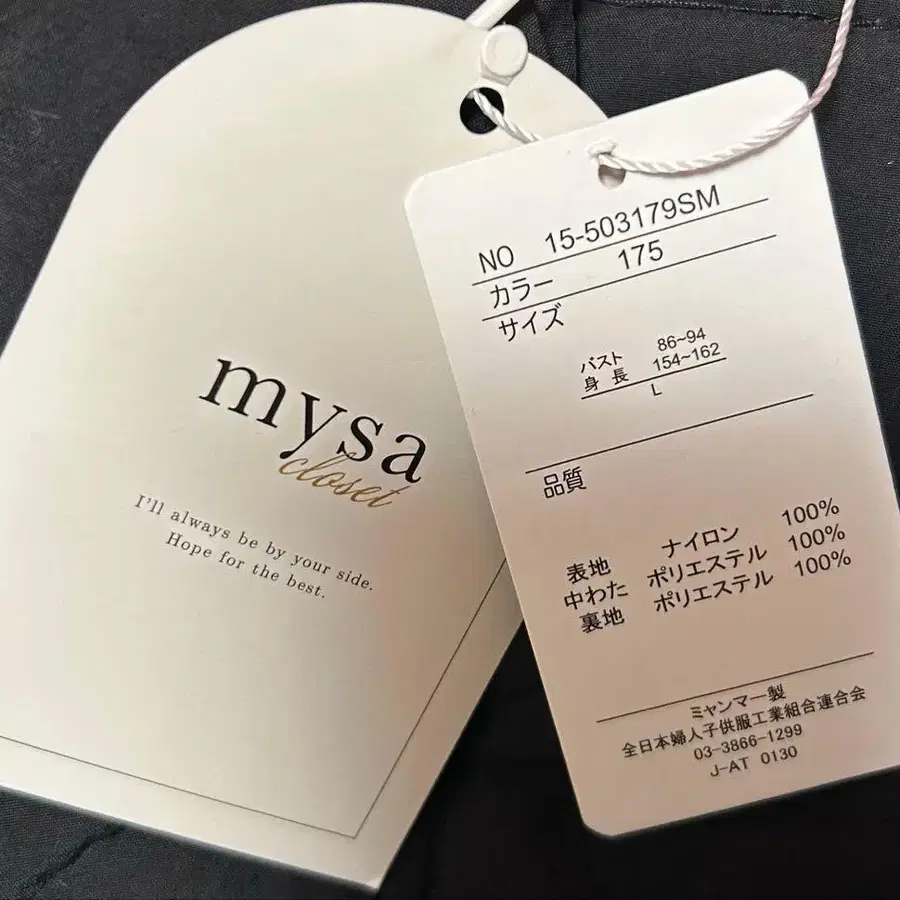 mysa
closet
I'll always be by your side.
Hope for the best.
NO 15-503179SM
カラー 175
サイズ
バスト 86~94
身長 154~162
L
品質
表地 ナイロン 100%
中わた ポリエステル 100%
裏地 ポリエステル 100%
ミャンマー製
全日本婦人子供服工業組合連合会
03-3866-1299
J-AT 0130